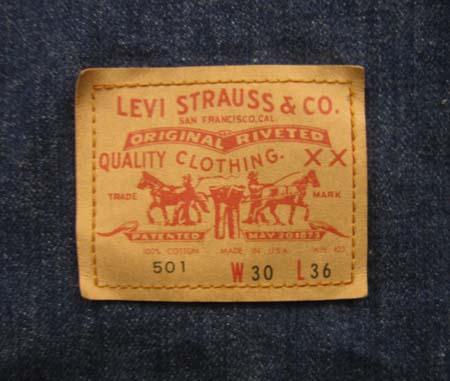 LEVI STRAUSS & CO.
SAN FRANCISCO, CAL.
ORIGINAL RIVETED
QUALITY CLOTHING. XX
TRADE MARK
PATENTED MAY 20 1873
100% COTTON MADE IN U.S.A.
501 W 30 L 36